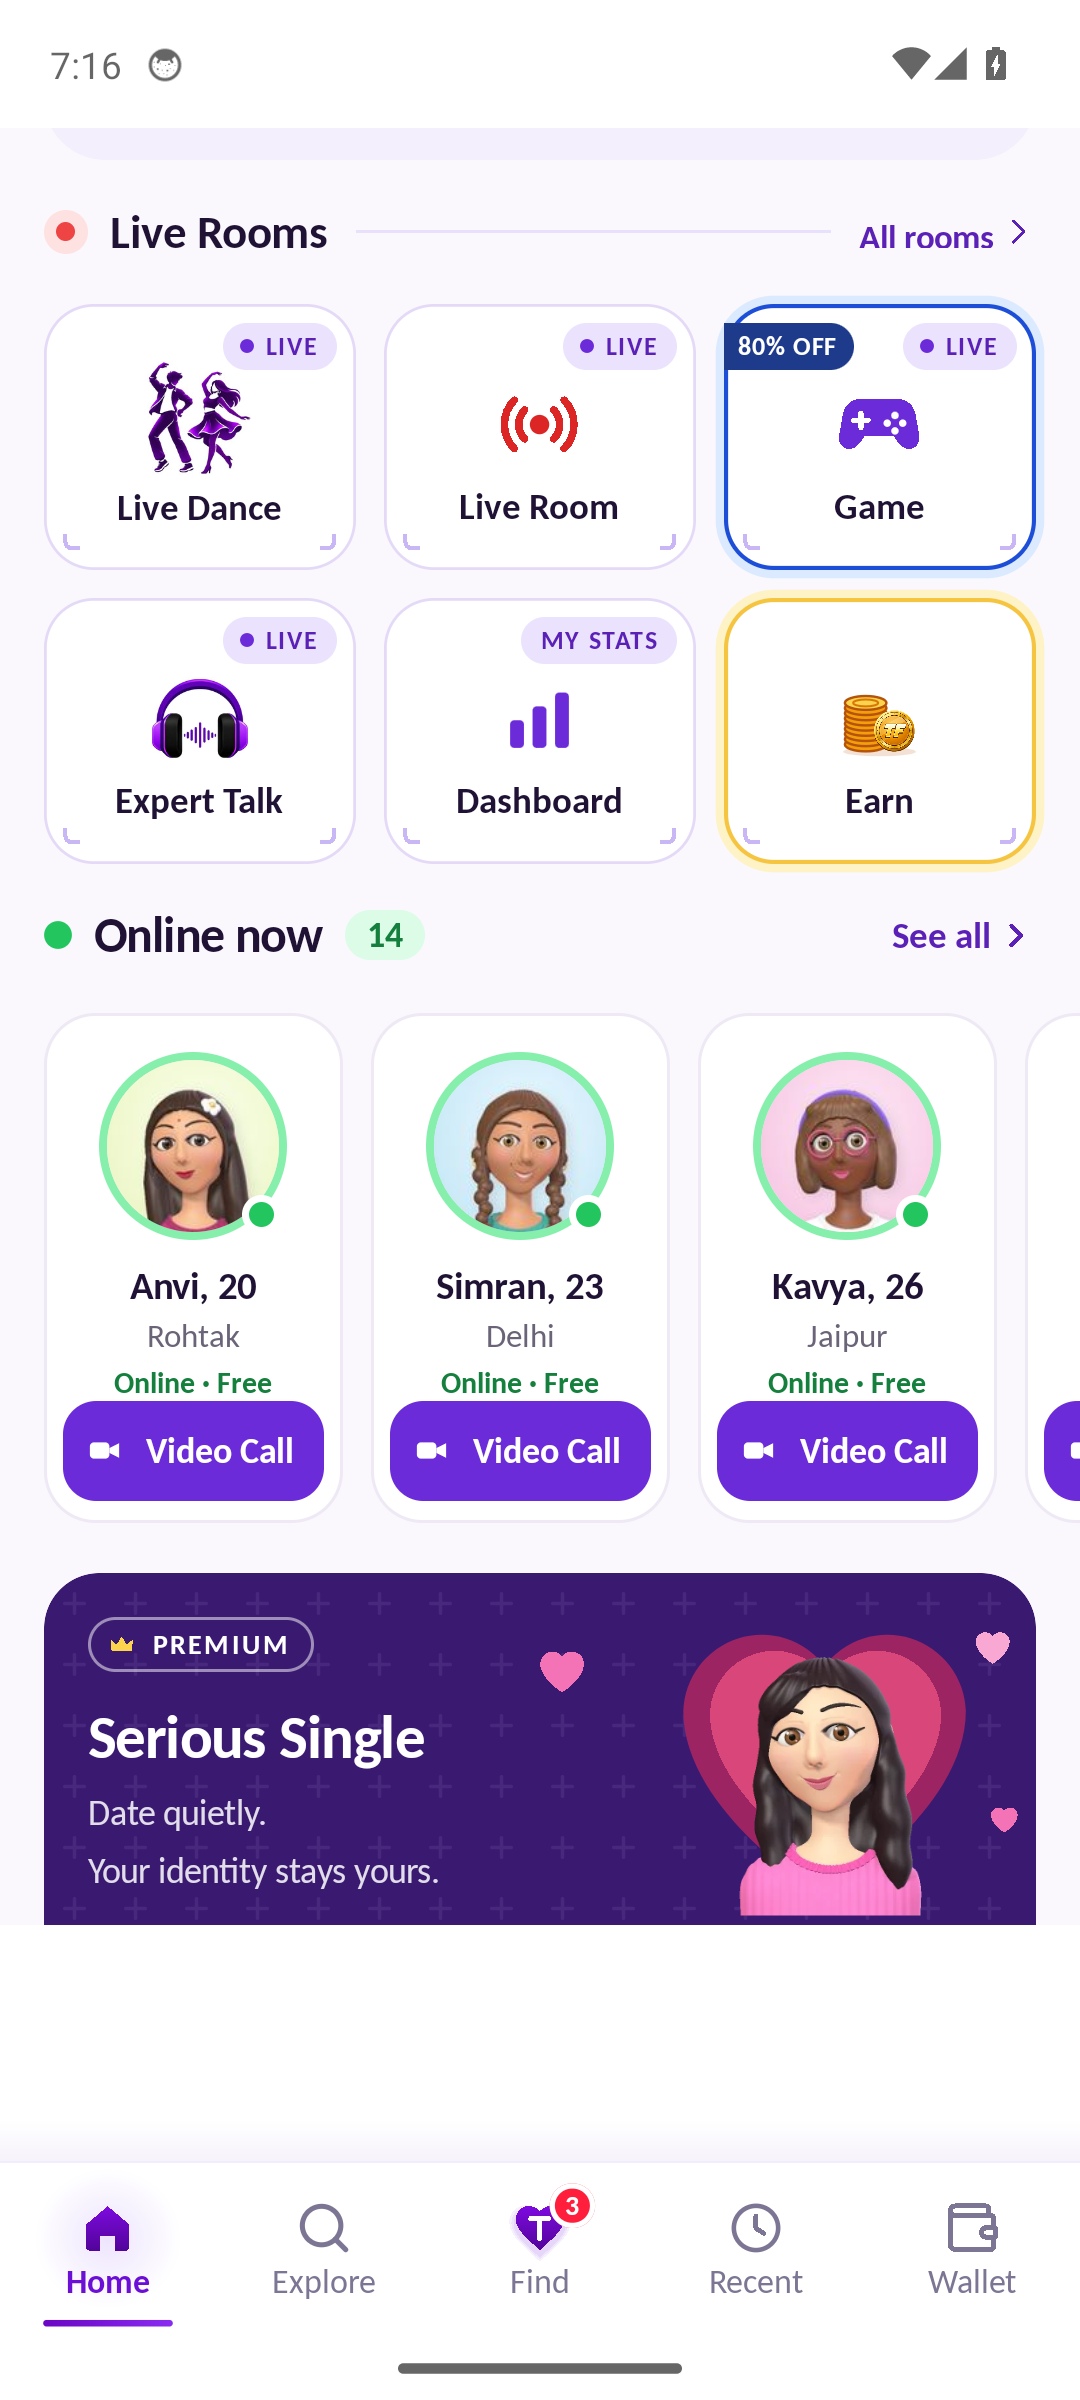 7:16
Live Rooms
All rooms
LIVE
Live Dance
LIVE
Live Room
80% OFF
LIVE
Game
LIVE
Expert Talk
MY STATS
Dashboard
TF
Earn
Online now 14
See all
Anvi, 20
Rohtak
Online · Free
Video Call
Simran, 23
Delhi
Online · Free
Video Call
Kavya, 26
Jaipur
Online · Free
Video Call
PREMIUM
Serious Single
Date quietly.
Your identity stays yours.
Home
Explore
T
3
Find
Recent
Wallet